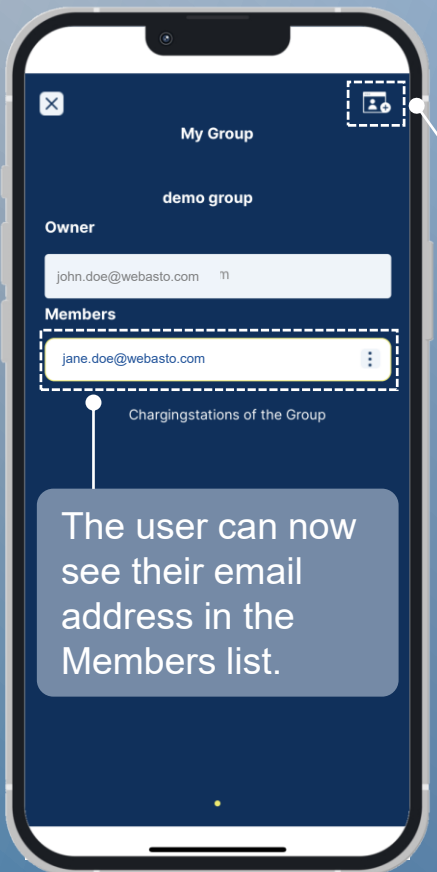 My Group
demo group
Owner
john.doe@webasto.com m
Members
jane.doe@webasto.com
Chargingstations of the Group
The user can now
see their email
address in the
Members list.